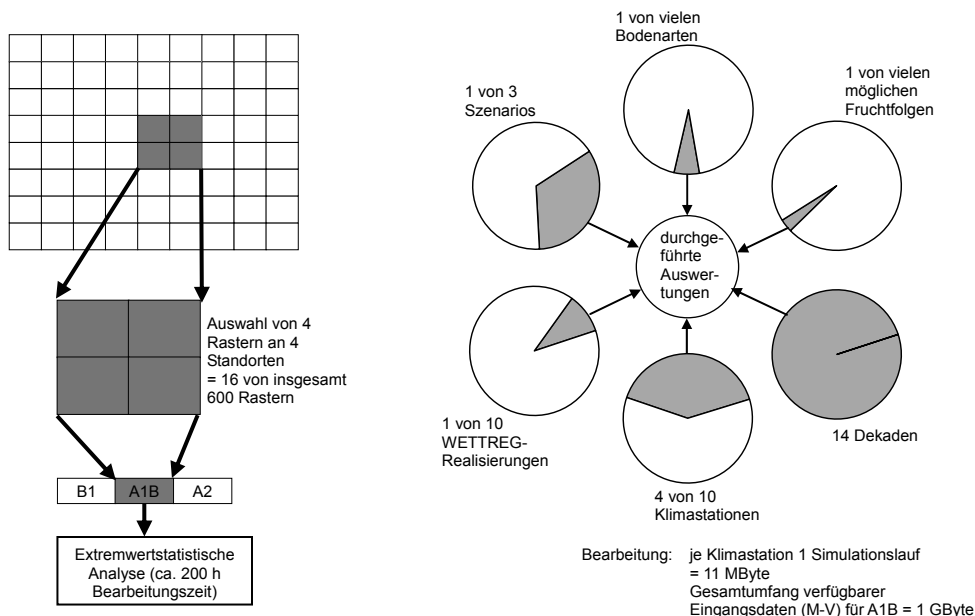 Auswahl von 4
Rastern an 4
Standorten
= 16 von insgesamt
600 Rastern
B1 A1B A2
Extremwertstatistische
Analyse (ca. 200 h
Bearbeitungszeit)
1 von vielen
Bodenarten
1 von 3
Szenarios
1 von vielen
möglichen
Fruchtfolgen
durchge-
führte
Auswer-
tungen
1 von 10
WETTREG-
Realisierungen
4 von 10
Klimastationen
14 Dekaden
Bearbeitung: je Klimastation 1 Simulationslauf
= 11 MByte
Gesamtumfang verfügbarer
Eingangsdaten (M-V) für A1B = 1 GByte